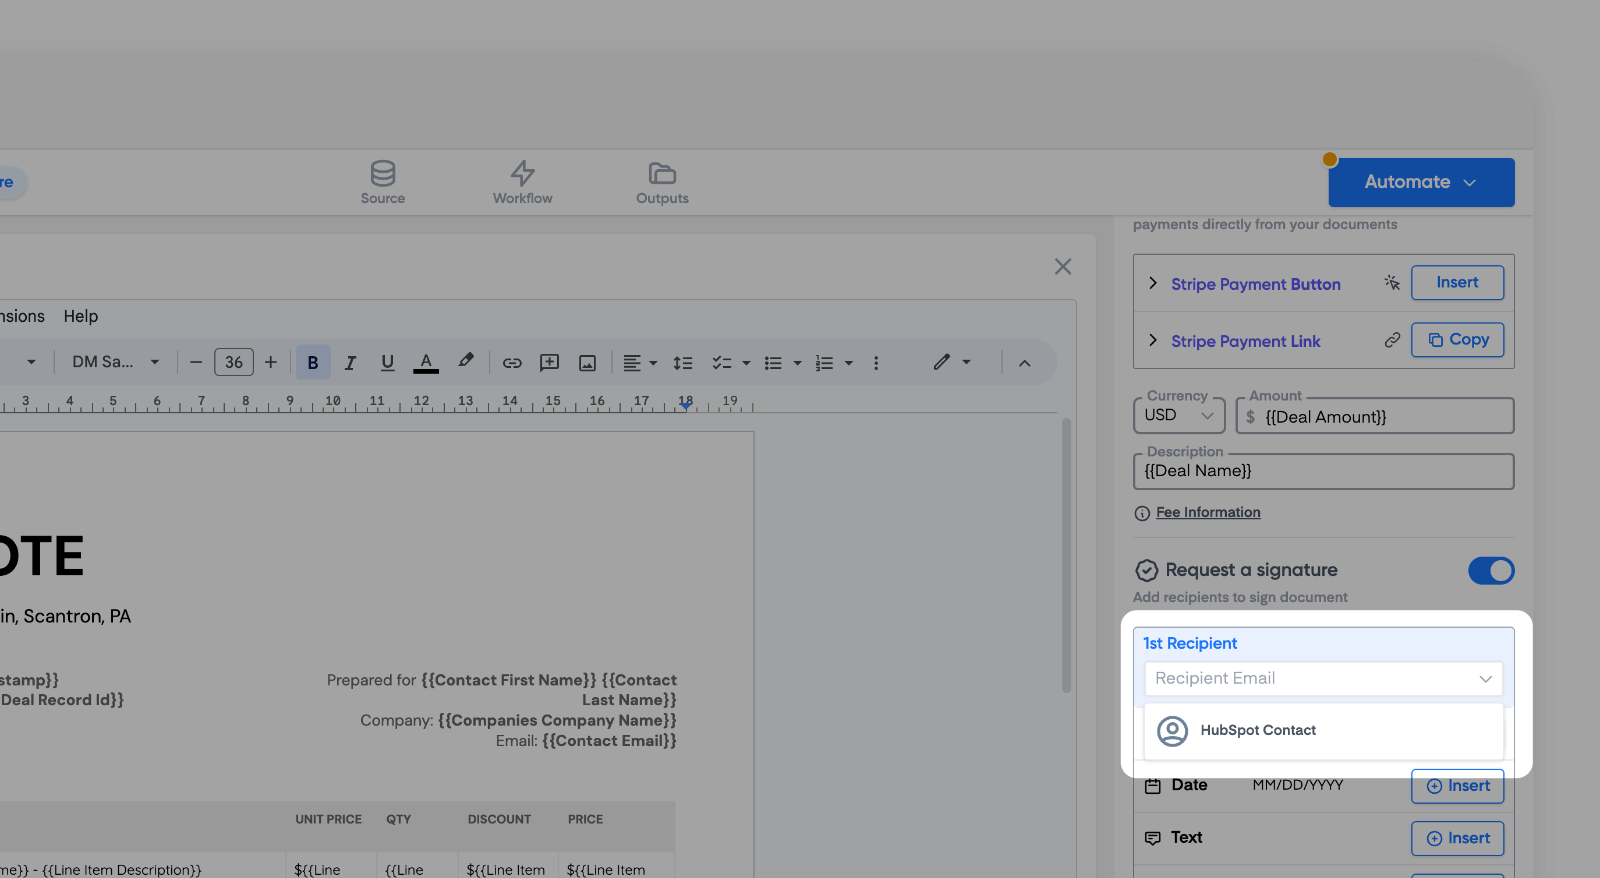 re
Source
Workflow
Outputs
Automate
payments directly from your documents
Stripe Payment Button
Insert
Stripe Payment Link
Copy
Currency
USD
Amount
$ {{Deal Amount}}
Description
{{Deal Name}}
Fee Information
Request a signature
Add recipients to sign document
1st Recipient
Recipient Email
HubSpot Contact
Date
MM/DD/YYYY
Insert
Text
Insert
nsions Help
DM Sa...
36
B I U A
3 4 5 6 7 8 9 10 11 12 13 14 15 16 17 18 19
OTE
in, Scantron, PA
stamp}}
Deal Record Id}}
Prepared for {{Contact First Name}} {{Contact
Last Name}}
Company: {{Companies Company Name}}
Email: {{Contact Email}}
UNIT PRICE QTY DISCOUNT PRICE
me}} - {{Line Item Description}} ${{Line {{Line ${{Line Item ${{Line Item